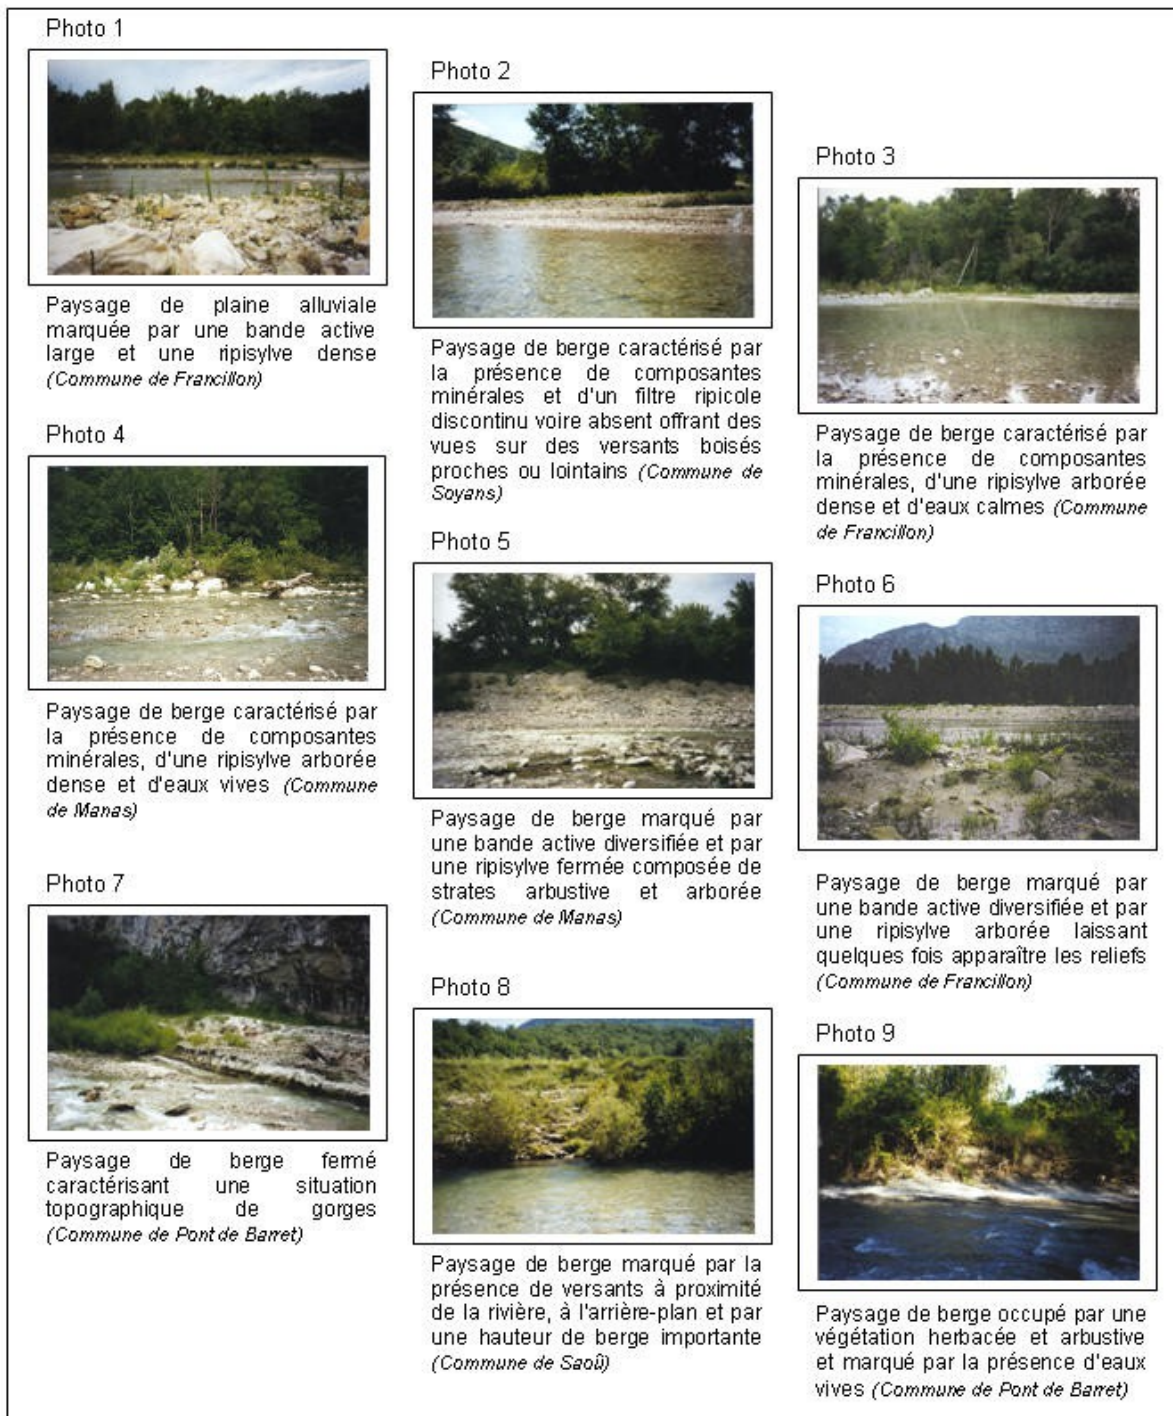 Photo 1
Paysage de plaine alluviale
marquée par une bande active
large et une ripisylve dense
(Commune de Francillon)
Photo 2
Paysage de berge caractérisé par
la présence de composantes
minérales et d'un filtre ripicole
discontinu voire absent offrant des
vues sur des versants boisés
proches ou lointains (Commune de
Soyans)
Photo 3
Paysage de berge caractérisé par
la présence de composantes
minérales, d'une ripisylve arborée
dense et d'eaux calmes (Commune
de Francillon)
Photo 4
Paysage de berge caractérisé par
la présence de composantes
minérales, d'une ripisylve arborée
dense et d'eaux vives (Commune
de Manas)
Photo 5
Paysage de berge marqué par
une bande active diversifiée et par
une ripisylve fermée composée de
strates arbustive et arborée
(Commune de Manas)
Photo 6
Paysage de berge marqué par
une bande active diversifiée et par
une ripisylve arborée laissant
quelques fois apparaître les reliefs
(Commune de Francillon)
Photo 7
Paysage de berge fermé
caractérisant une situation
topographique de gorges
(Commune de Pont de Barret)
Photo 8
Paysage de berge marqué par la
présence de versants à proximité
de la rivière, à l'arrière-plan et par
une hauteur de berge importante
(Commune de Saoû)
Photo 9
Paysage de berge occupé par une
végétation herbacée et arbustive
et marqué par la présence d'eaux
vives (Commune de Pont de Barret)